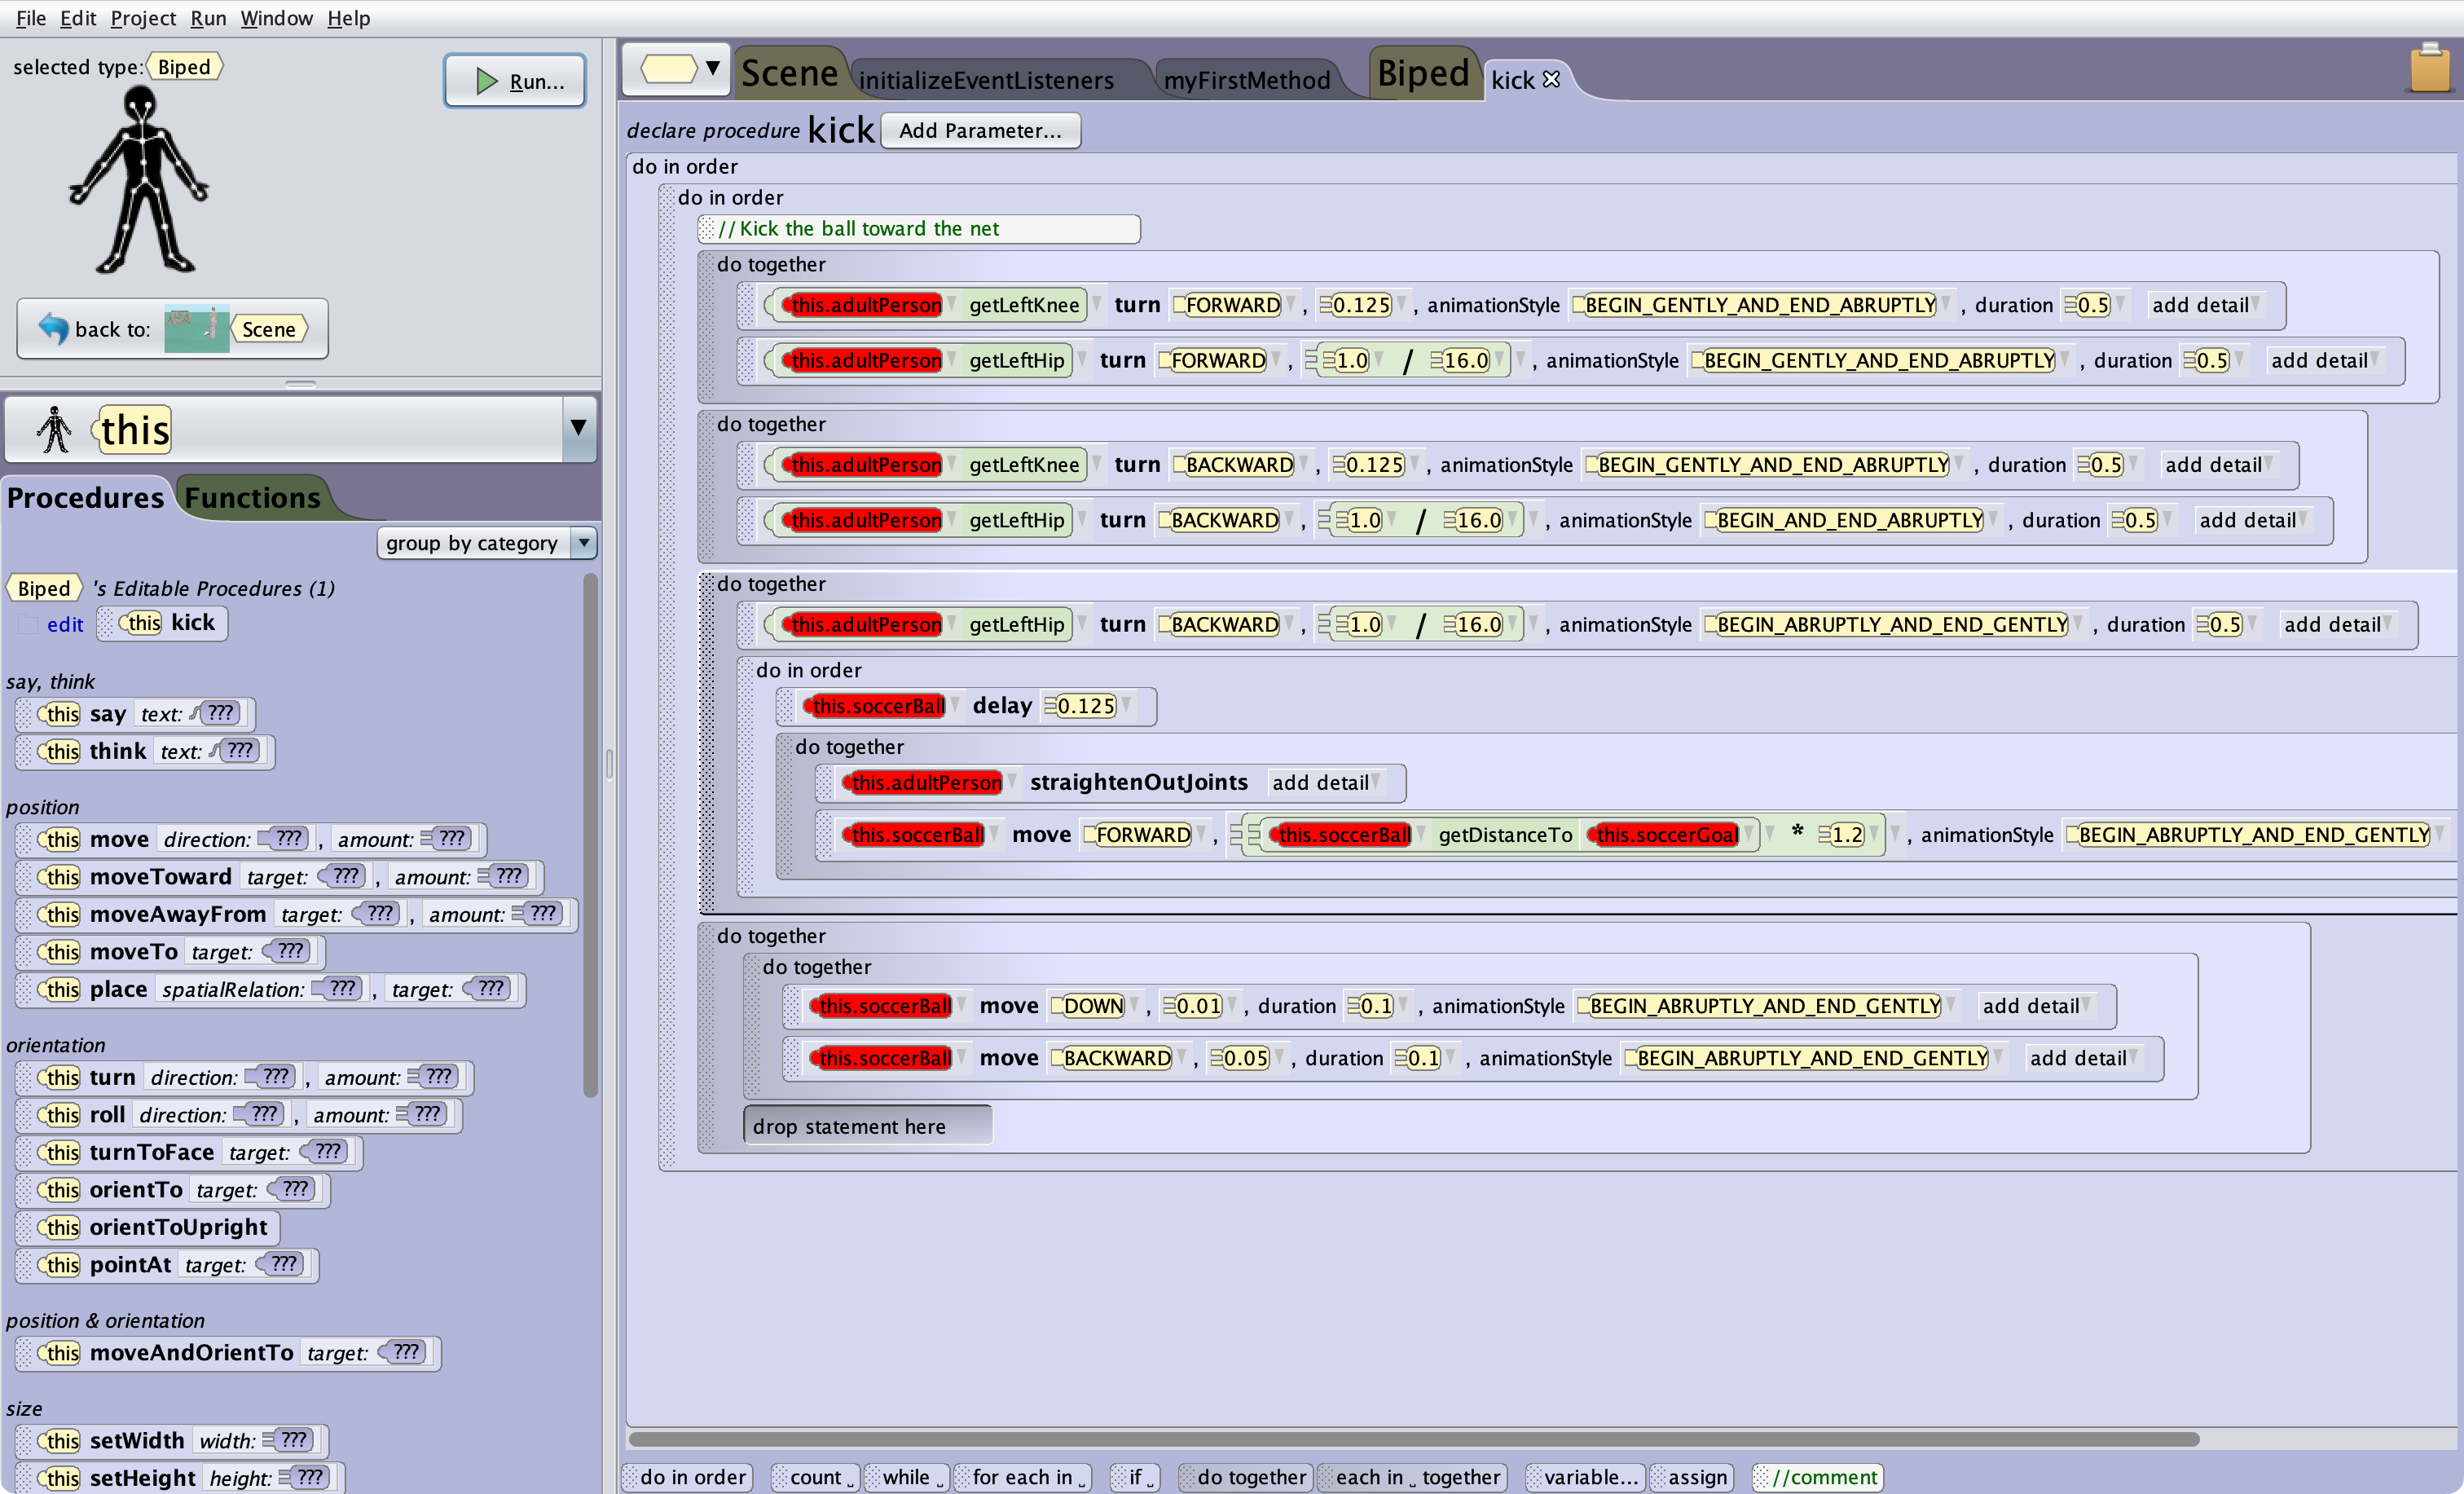 File Edit Project Run Window Help
selected type: Biped
Run...
back to: Scene
this
Procedures Functions
group by category
Biped 's Editable Procedures (1)
edit this kick
say, think
this say text: ???
this think text: ???
position
this move direction: ???, amount: ???
this moveToward target: ???, amount: ???
this moveAwayFrom target: ???, amount: ???
this moveTo target: ???
this place spatialRelation: ???, target: ???
orientation
this turn direction: ???, amount: ???
this roll direction: ???, amount: ???
this turnToFace target: ???
this orientTo target: ???
this orientToUpright
this pointAt target: ???
position & orientation
this moveAndOrientTo target: ???
size
this setWidth width: ???
this setHeight height: ???
Scene initializeEventListeners myFirstMethod Biped kick
declare procedure kick Add Parameter...
do in order
do in order
//Kick the ball toward the net
do together
this.adultPerson getLeftKnee turn FORWARD, 0.125, animationStyle BEGIN_GENTLY_AND_END_ABRUPTLY, duration 0.5 add detail
this.adultPerson getLeftHip turn FORWARD, 1.0 / 16.0, animationStyle BEGIN_GENTLY_AND_END_ABRUPTLY, duration 0.5 add detail
do together
this.adultPerson getLeftKnee turn BACKWARD, 0.125, animationStyle BEGIN_GENTLY_AND_END_ABRUPTLY, duration 0.5 add detail
this.adultPerson getLeftHip turn BACKWARD, 1.0 / 16.0, animationStyle BEGIN_AND_END_ABRUPTLY, duration 0.5 add detail
do together
this.adultPerson getLeftHip turn BACKWARD, 1.0 / 16.0, animationStyle BEGIN_ABRUPTLY_AND_END_GENTLY, duration 0.5 add detail
do in order
this.soccerBall delay 0.125
do together
this.adultPerson straightenOutJoints add detail
this.soccerBall move FORWARD, this.soccerBall getDistanceTo this.soccerGoal * 1.2, animationStyle BEGIN_ABRUPTLY_AND_END_GENTLY
do together
do together
this.soccerBall move DOWN, 0.01, duration 0.1, animationStyle BEGIN_ABRUPTLY_AND_END_GENTLY add detail
this.soccerBall move BACKWARD, 0.05, duration 0.1, animationStyle BEGIN_ABRUPTLY_AND_END_GENTLY add detail
drop statement here
do in order count ␣ while ␣ for each in ␣ if ␣ do together each in ␣ together variable... assign //comment